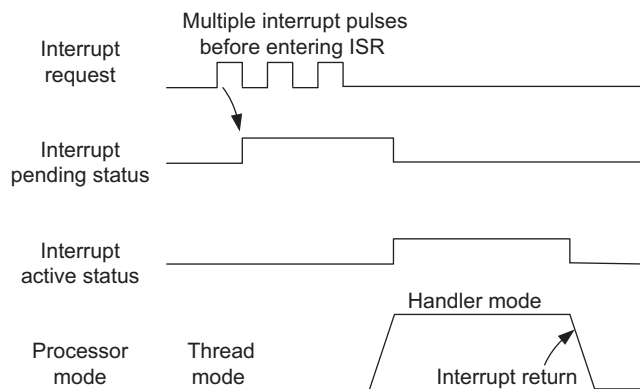 Multiple interrupt pulses
before entering ISR
Interrupt
request
Interrupt
pending status
Interrupt
active status
Handler mode
Processor
mode
Thread
mode
Interrupt return